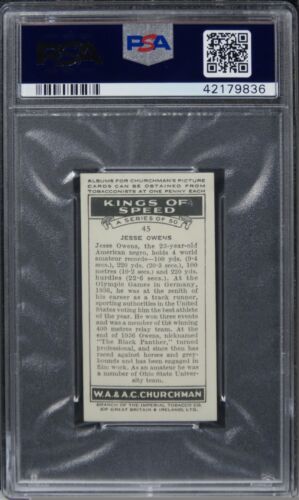 PSA
PSA
42179836
ALBUMS FOR CHURCHMAN'S PICTURE
CARDS CAN BE OBTAINED FROM
TOBACCONISTS AT ONE PENNY EACH
KINGS OF
SPEED
A SERIES OF 50
45
JESSE OWENS
Jesse Owens, the 23-year-old
American negro, holds 4 world
amateur records—100 yds. (9·4
secs.), 220 yds. (20·3 secs.), 100
metres (10·2 secs.) and 220 yds.
hurdles (22·6 secs.). At the
Olympic Games in Germany,
1936, he was at the zenith of
his career as a track runner,
sporting authorities in the United
States voting him the best athlete
of the year. He won three events
and was a member of the winning
400 metres relay team. At the
end of 1936 Owens, nicknamed
"The Black Panther," turned
professional, and since then has
raced against horses and grey-
hounds and has been engaged in
film work. As an amateur he was
a member of Ohio State Univer-
sity team.
W.A.& A.C. CHURCHMAN
BRANCH OF THE IMPERIAL TOBACCO CO.
(OF GREAT BRITAIN & IRELAND), LTD.